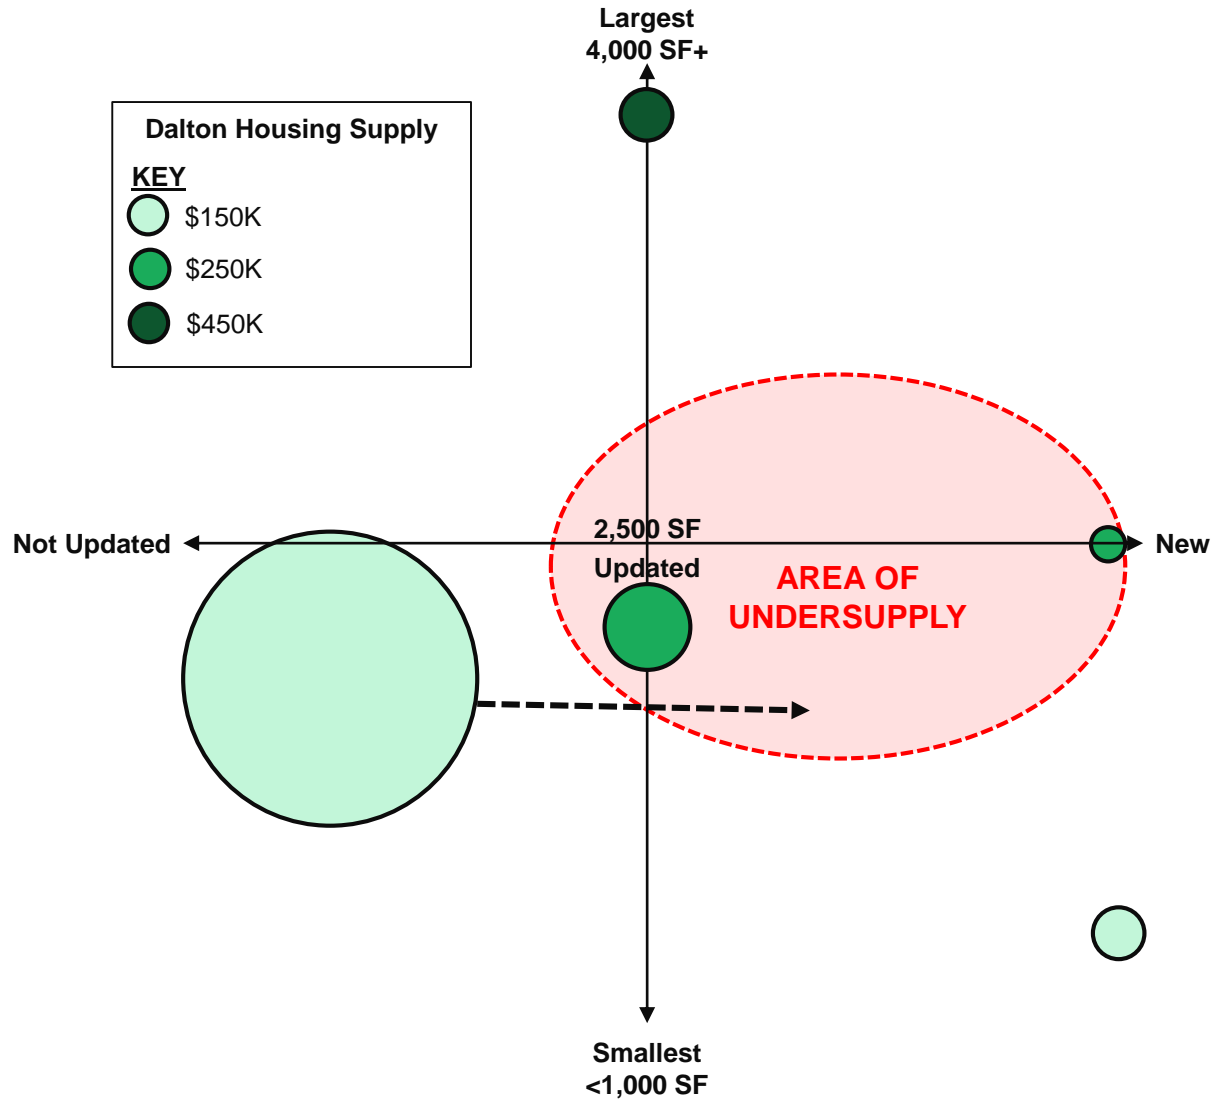 Largest
4,000 SF+
Dalton Housing Supply
KEY
$150K
$250K
$450K
Not Updated
2,500 SF
Updated
New
AREA OF
UNDERSUPPLY
Smallest
<1,000 SF